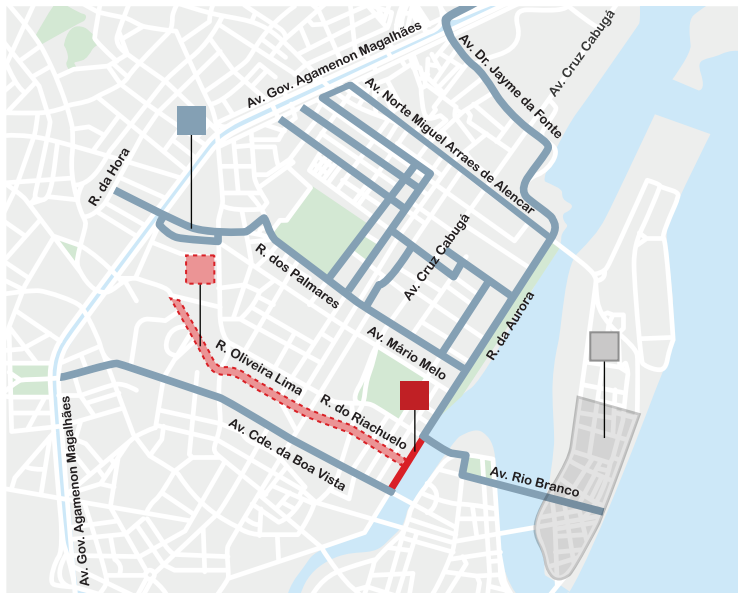 Av. Gov. Agamenon Magalhães
Av. Dr. Jayme da Fonte
Av. Cruz Cabugá
Av. Norte Miguel Arraes de Alencar
R. da Hora
Av. Cruz Cabugá
R. dos Palmares
R. da Aurora
Av. Mário Melo
R. Oliveira Lima
R. do Riachuelo
Av. Cde. da Boa Vista
Av. Rio Branco
Av. Gov. Agamenon Magalhães